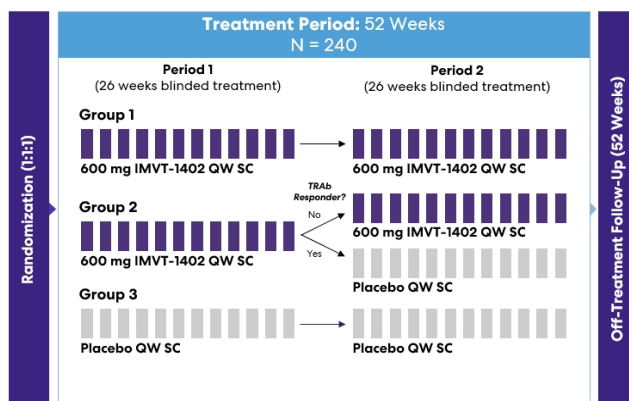 Treatment Period: 52 Weeks
N = 240
Randomization (1:1:1)
Period 1
(26 weeks blinded treatment)
Period 2
(26 weeks blinded treatment)
Group 1
600 mg IMVT-1402 QW SC
600 mg IMVT-1402 QW SC
Group 2
600 mg IMVT-1402 QW SC
TRAb
Responder?
No
Yes
600 mg IMVT-1402 QW SC
Placebo QW SC
Group 3
Placebo QW SC
Placebo QW SC
Off-Treatment Follow-Up (52 Weeks)